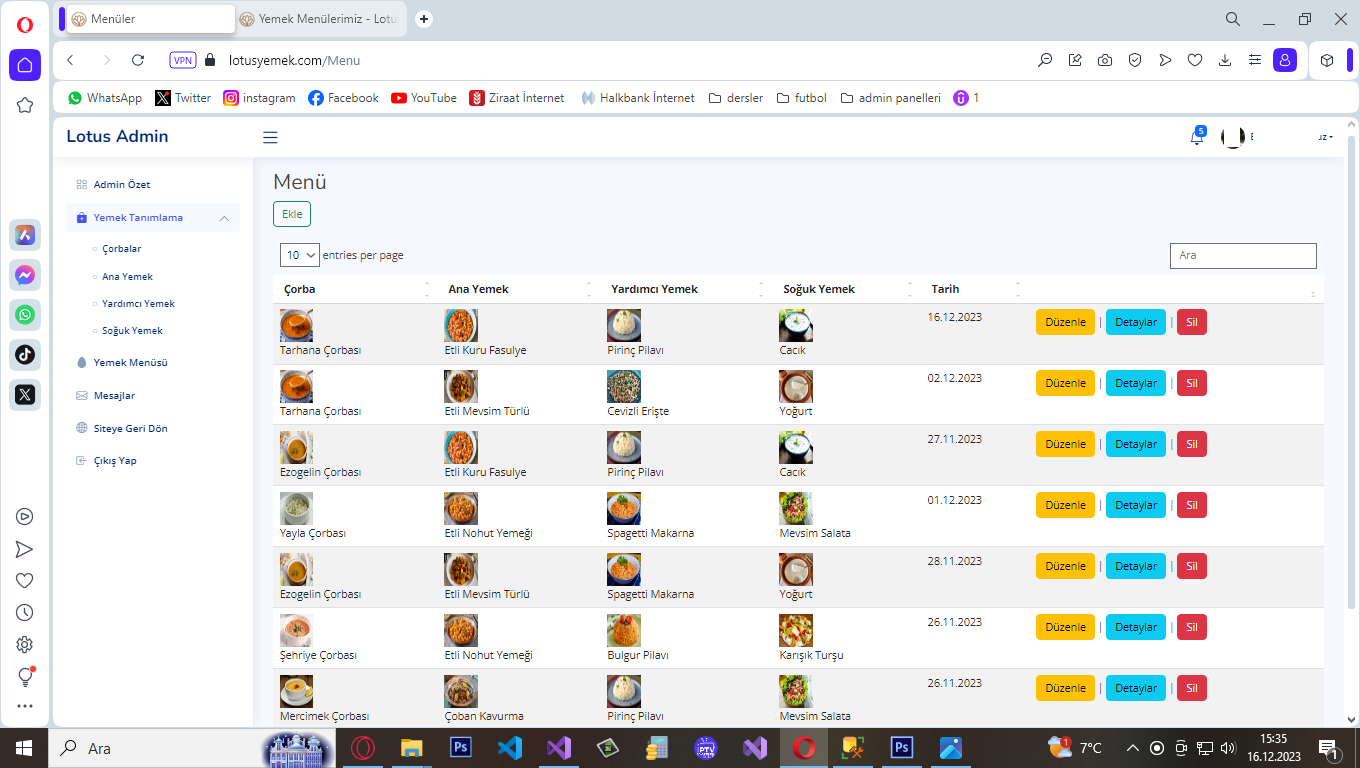 Menüler
Yemek Menülerimiz - Lotu
VPN
lotusyemek.com/Menu
WhatsApp
Twitter
instagram
Facebook
YouTube
Ziraat İnternet
Halkbank İnternet
dersler
futbol
admin panelleri
1
Lotus Admin
5
Admin Özet
Yemek Tanımlama
Çorbalar
Ana Yemek
Yardımcı Yemek
Soğuk Yemek
Yemek Menüsü
Mesajlar
Siteye Geri Dön
Çıkış Yap
Menü
Ekle
10 entries per page
Ara
Çorba Ana Yemek Yardımcı Yemek Soğuk Yemek Tarih
Tarhana Çorbası Etli Kuru Fasulye Pirinç Pilavı Cacık 16.12.2023 Düzenle | Detaylar | Sil
Tarhana Çorbası Etli Mevsim Türlü Cevizli Erişte Yoğurt 02.12.2023 Düzenle | Detaylar | Sil
Ezogelin Çorbası Etli Kuru Fasulye Pirinç Pilavı Cacık 27.11.2023 Düzenle | Detaylar | Sil
Yayla Çorbası Etli Nohut Yemeği Spagetti Makarna Mevsim Salata 01.12.2023 Düzenle | Detaylar | Sil
Ezogelin Çorbası Etli Mevsim Türlü Spagetti Makarna Yoğurt 28.11.2023 Düzenle | Detaylar | Sil
Şehriye Çorbası Etli Nohut Yemeği Bulgur Pilavı Karışık Turşu 26.11.2023 Düzenle | Detaylar | Sil
Mercimek Çorbası Çoban Kavurma Pirinç Pilavı Mevsim Salata 26.11.2023 Düzenle | Detaylar | Sil
Ara
Ps
IPTV
Ps
1
7°C
15:35
16.12.2023
1